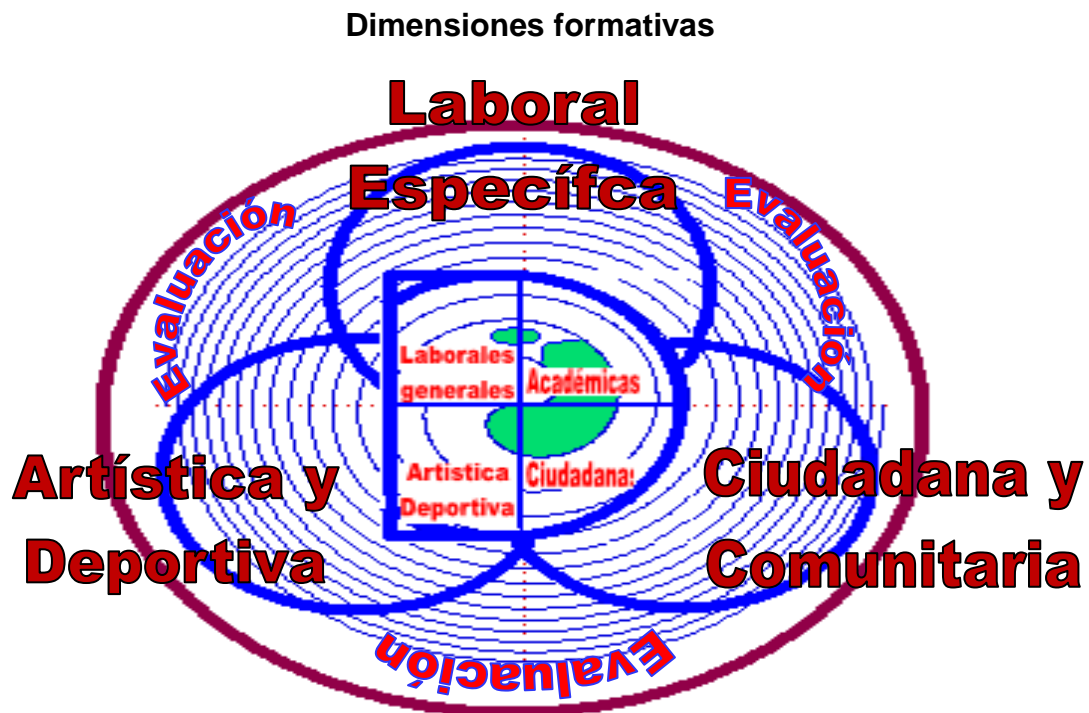 Dimensiones formativas
Laboral
Específca
Evaluación
Evaluación
Laborales
generales
Académicas
Artistica
Deportiva
Ciudadanas
Artística y
Deportiva
Ciudadana y
Comunitaria
Evaluación